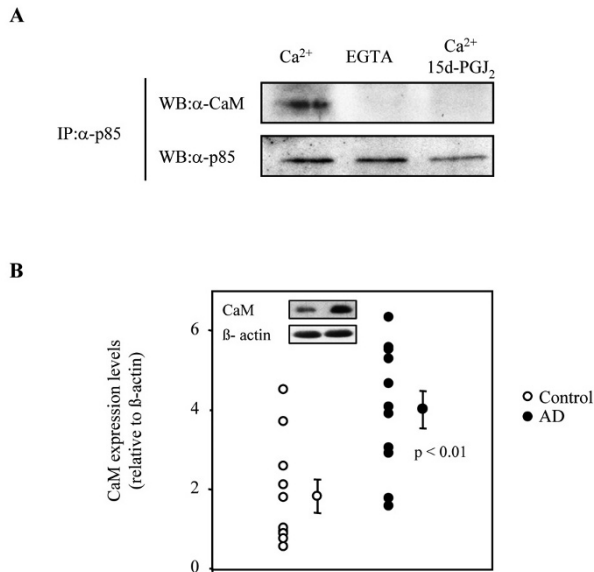 A
Ca²⁺
EGTA
Ca²⁺
15d-PGJ₂
IP:α-p85
WB:α-CaM
WB:α-p85
B
CaM expression levels
(relative to ß-actin)
6
4
2
0
CaM
ß- actin
p < 0.01
Control
AD